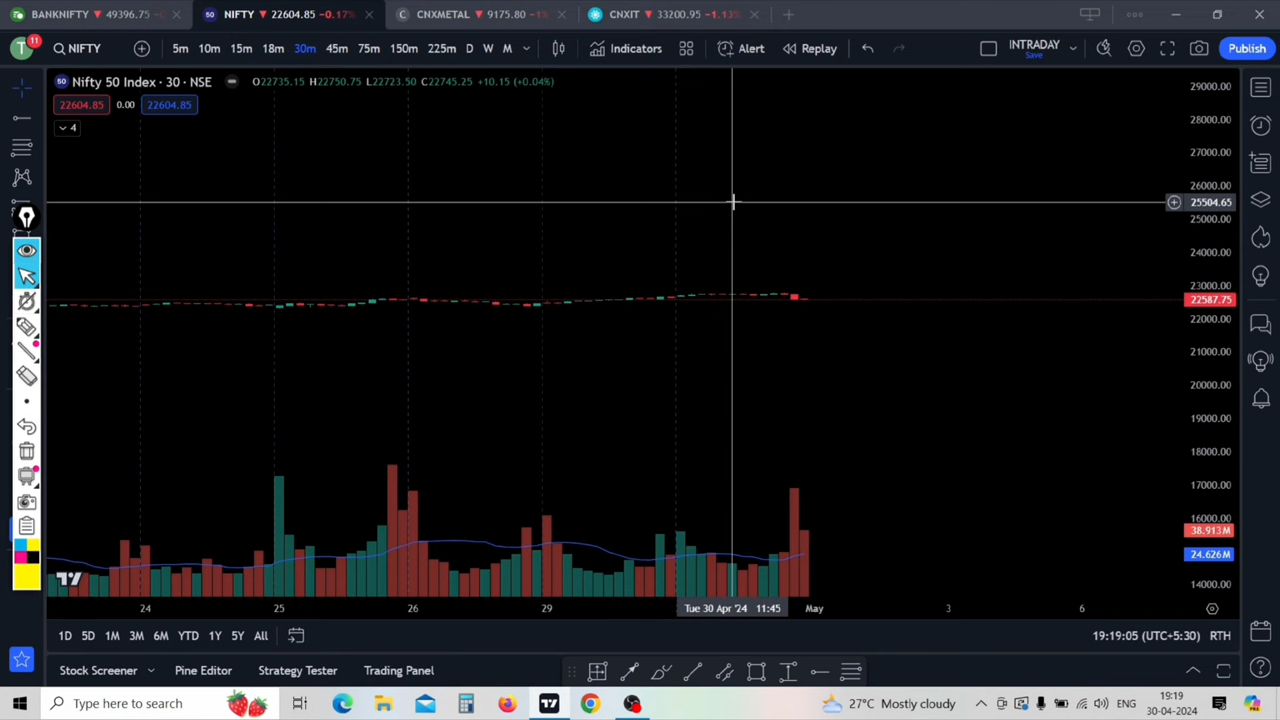 BANKNIFTY ▼ 49396.75 -0
NIFTY ▼ 22604.85 -0.17%
CNXMETAL ▼ 9175.80 -1
CNXIT ▼ 33200.95 -1.13%
T 11 NIFTY 5m 10m 15m 18m 30m 45m 75m 150m 225m D W M Indicators Alert Replay INTRADAY Save Publish
50 Nifty 50 Index · 30 · NSE O22735.15 H22750.75 L22723.50 C22745.25 +10.15 (+0.04%)
22604.85 0.00 22604.85
4
29000.00
28000.00
27000.00
26000.00
25504.65
25000.00
24000.00
23000.00
22587.75
22000.00
21000.00
20000.00
19000.00
18000.00
17000.00
16000.00
38.913M
24.626M
14000.00
24 25 26 29 Tue 30 Apr '24 11:45 May 3 6
1D 5D 1M 3M 6M YTD 1Y 5Y All 19:19:05 (UTC+5:30) RTH
Stock Screener Pine Editor Strategy Tester Trading Panel
Type here to search 27°C Mostly cloudy ENG 19:19
30-04-2024